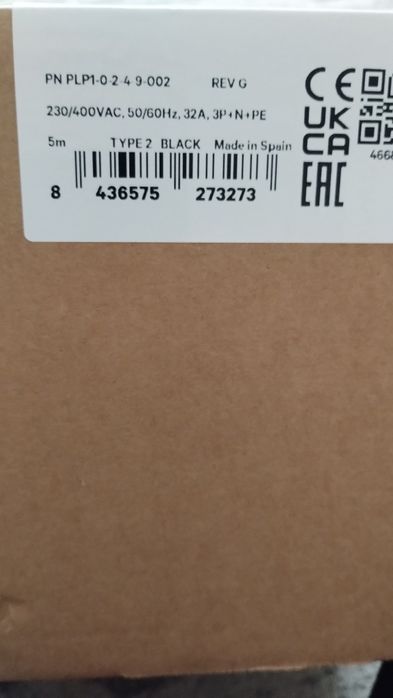 PN PLP1-0-2-4-9-002 REV G
230/400VAC, 50/60Hz, 32A, 3P+N+PE
5m TYPE 2 BLACK Made in Spain
8 436575 273273
CE
UK
CA
EAC